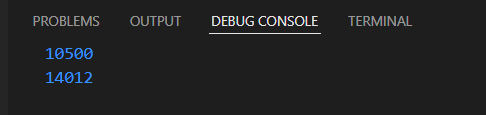 PROBLEMS OUTPUT DEBUG CONSOLE TERMINAL
10500
14012